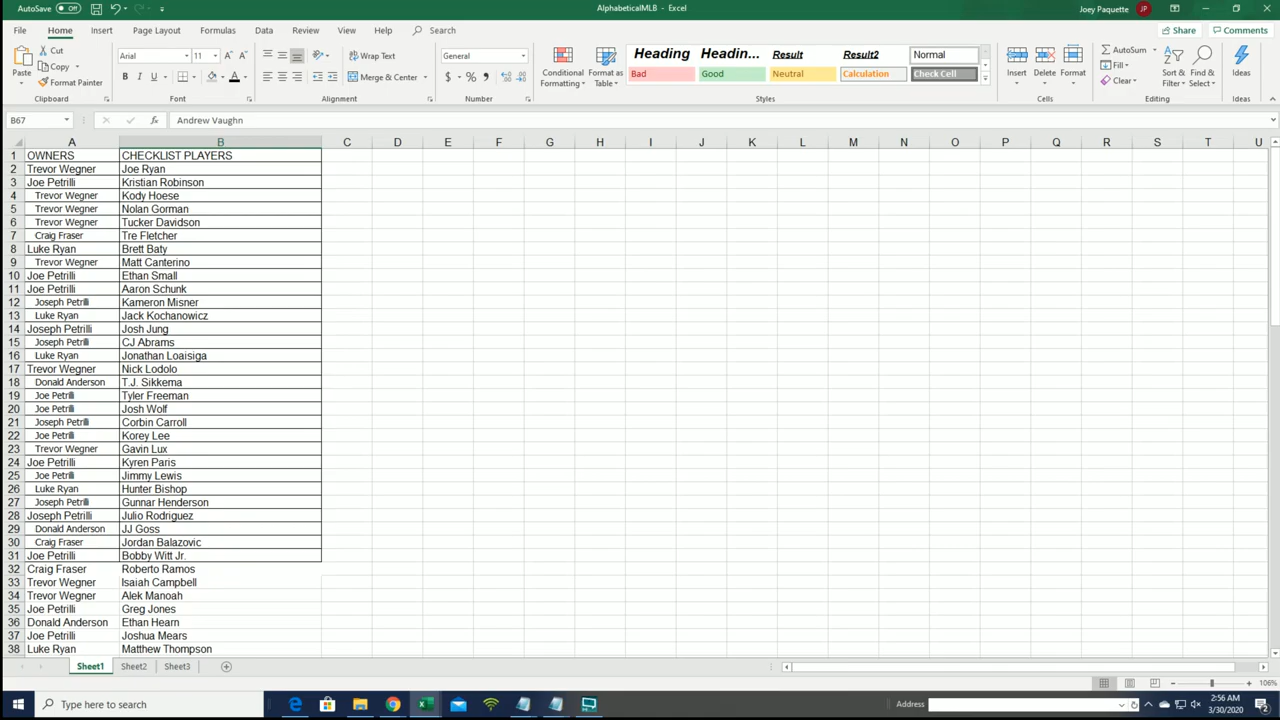 AutoSave Off AlphabeticalMLB - Excel Joey Paquette JP
File Home Insert Page Layout Formulas Data Review View Help Search Share Comments
Paste Cut Copy Format Painter Clipboard
Arial 11 A A B I U A Font
ab Wrap Text Merge & Center Alignment
General $ % , Number
Conditional Formatting Format as Table
Heading Headin... Result Result2 Normal
Bad Good Neutral Calculation Check Cell
Styles
Insert Delete Format Cells
AutoSum Fill Clear Sort & Filter Find & Select Editing
Ideas Ideas
B67 fx Andrew Vaughn
A B C D E F G H I J K L M N O P Q R S T U
1 OWNERS CHECKLIST PLAYERS
2 Trevor Wegner Joe Ryan
3 Joe Petrilli Kristian Robinson
4 Trevor Wegner Kody Hoese
5 Trevor Wegner Nolan Gorman
6 Trevor Wegner Tucker Davidson
7 Craig Fraser Tre Fletcher
8 Luke Ryan Brett Baty
9 Trevor Wegner Matt Canterino
10 Joe Petrilli Ethan Small
11 Joe Petrilli Aaron Schunk
12 Joseph Petrilli Kameron Misner
13 Luke Ryan Jack Kochanowicz
14 Joseph Petrilli Josh Jung
15 Joseph Petrilli CJ Abrams
16 Luke Ryan Jonathan Loaisiga
17 Trevor Wegner Nick Lodolo
18 Donald Anderson T.J. Sikkema
19 Joe Petrilli Tyler Freeman
20 Joe Petrilli Josh Wolf
21 Joseph Petrilli Corbin Carroll
22 Joe Petrilli Korey Lee
23 Trevor Wegner Gavin Lux
24 Joe Petrilli Kyren Paris
25 Joe Petrilli Jimmy Lewis
26 Luke Ryan Hunter Bishop
27 Joseph Petrilli Gunnar Henderson
28 Joseph Petrilli Julio Rodriguez
29 Donald Anderson JJ Goss
30 Craig Fraser Jordan Balazovic
31 Joe Petrilli Bobby Witt Jr.
32 Craig Fraser Roberto Ramos
33 Trevor Wegner Isaiah Campbell
34 Trevor Wegner Alek Manoah
35 Joe Petrilli Greg Jones
36 Donald Anderson Ethan Hearn
37 Joe Petrilli Joshua Mears
38 Luke Ryan Matthew Thompson
Sheet1 Sheet2 Sheet3
106%
Type here to search Address 2:56 AM
3/30/2020 2